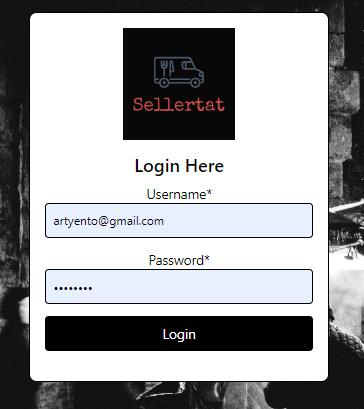 Sellertat
Login Here
Username*
artyento@gmail.com
Password*
••••••••
Login